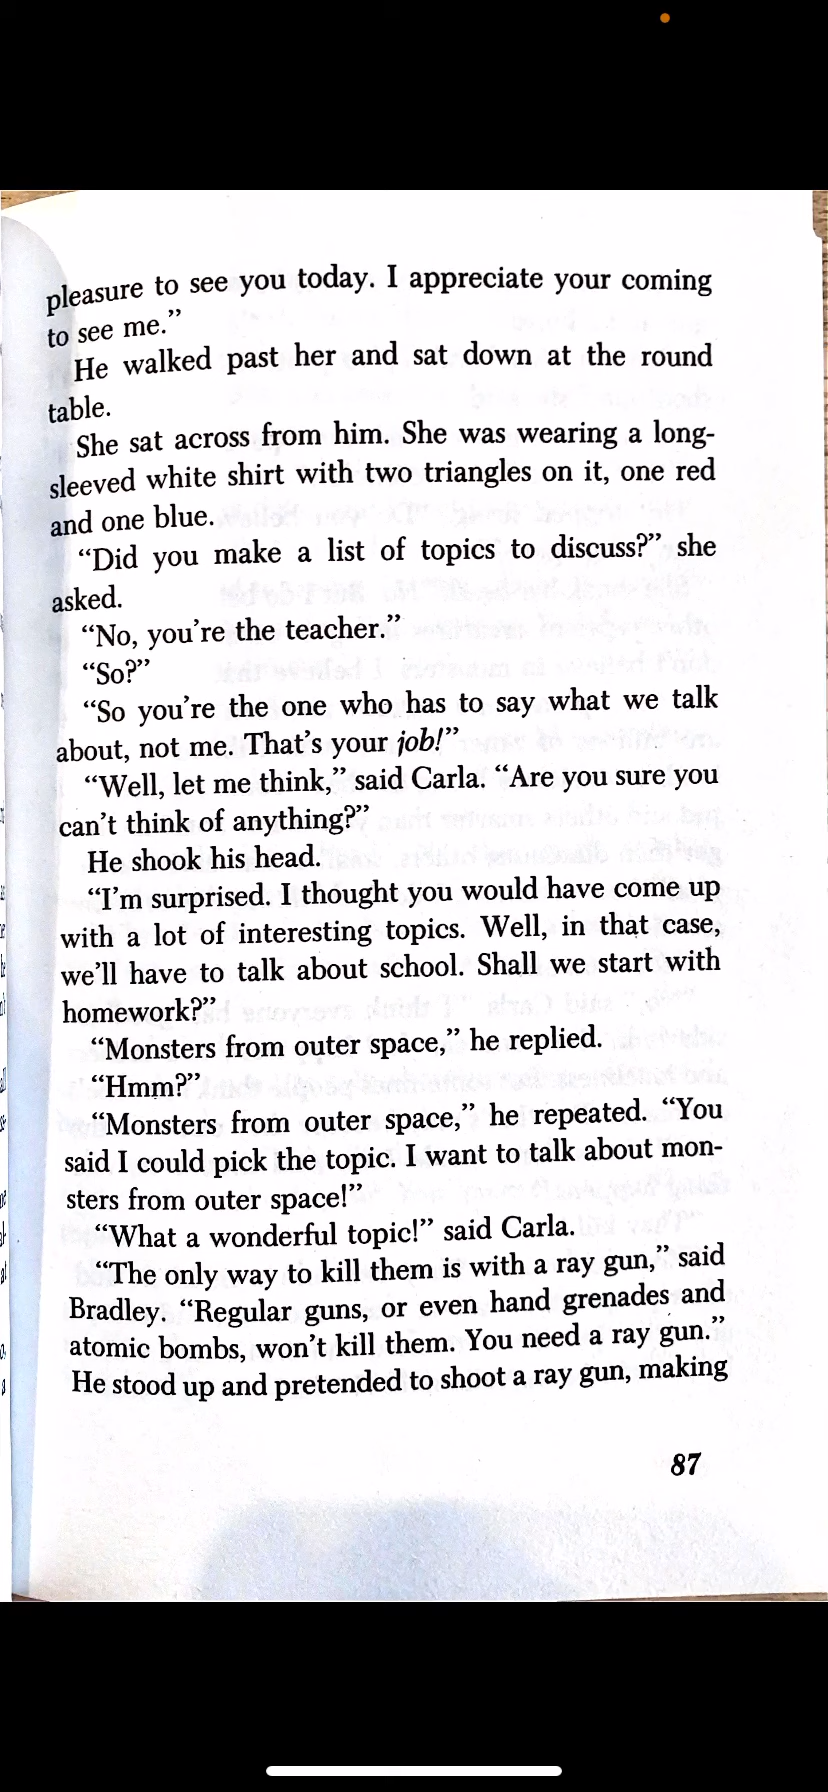 pleasure to see you today. I appreciate your coming
to see me.”
He walked past her and sat down at the round
table.
She sat across from him. She was wearing a long-
sleeved white shirt with two triangles on it, one red
and one blue.
“Did you make a list of topics to discuss?” she
asked.
“No, you’re the teacher.”
“So?”
“So you’re the one who has to say what we talk
about, not me. That’s your job!”
“Well, let me think,” said Carla. “Are you sure you
can’t think of anything?”
He shook his head.
“I’m surprised. I thought you would have come up
with a lot of interesting topics. Well, in that case,
we’ll have to talk about school. Shall we start with
homework?”
“Monsters from outer space,” he replied.
“Hmm?”
“Monsters from outer space,” he repeated. “You
said I could pick the topic. I want to talk about mon-
sters from outer space!”
“What a wonderful topic!” said Carla.
“The only way to kill them is with a ray gun,” said
Bradley. “Regular guns, or even hand grenades and
atomic bombs, won’t kill them. You need a ray gun.”
He stood up and pretended to shoot a ray gun, making
87